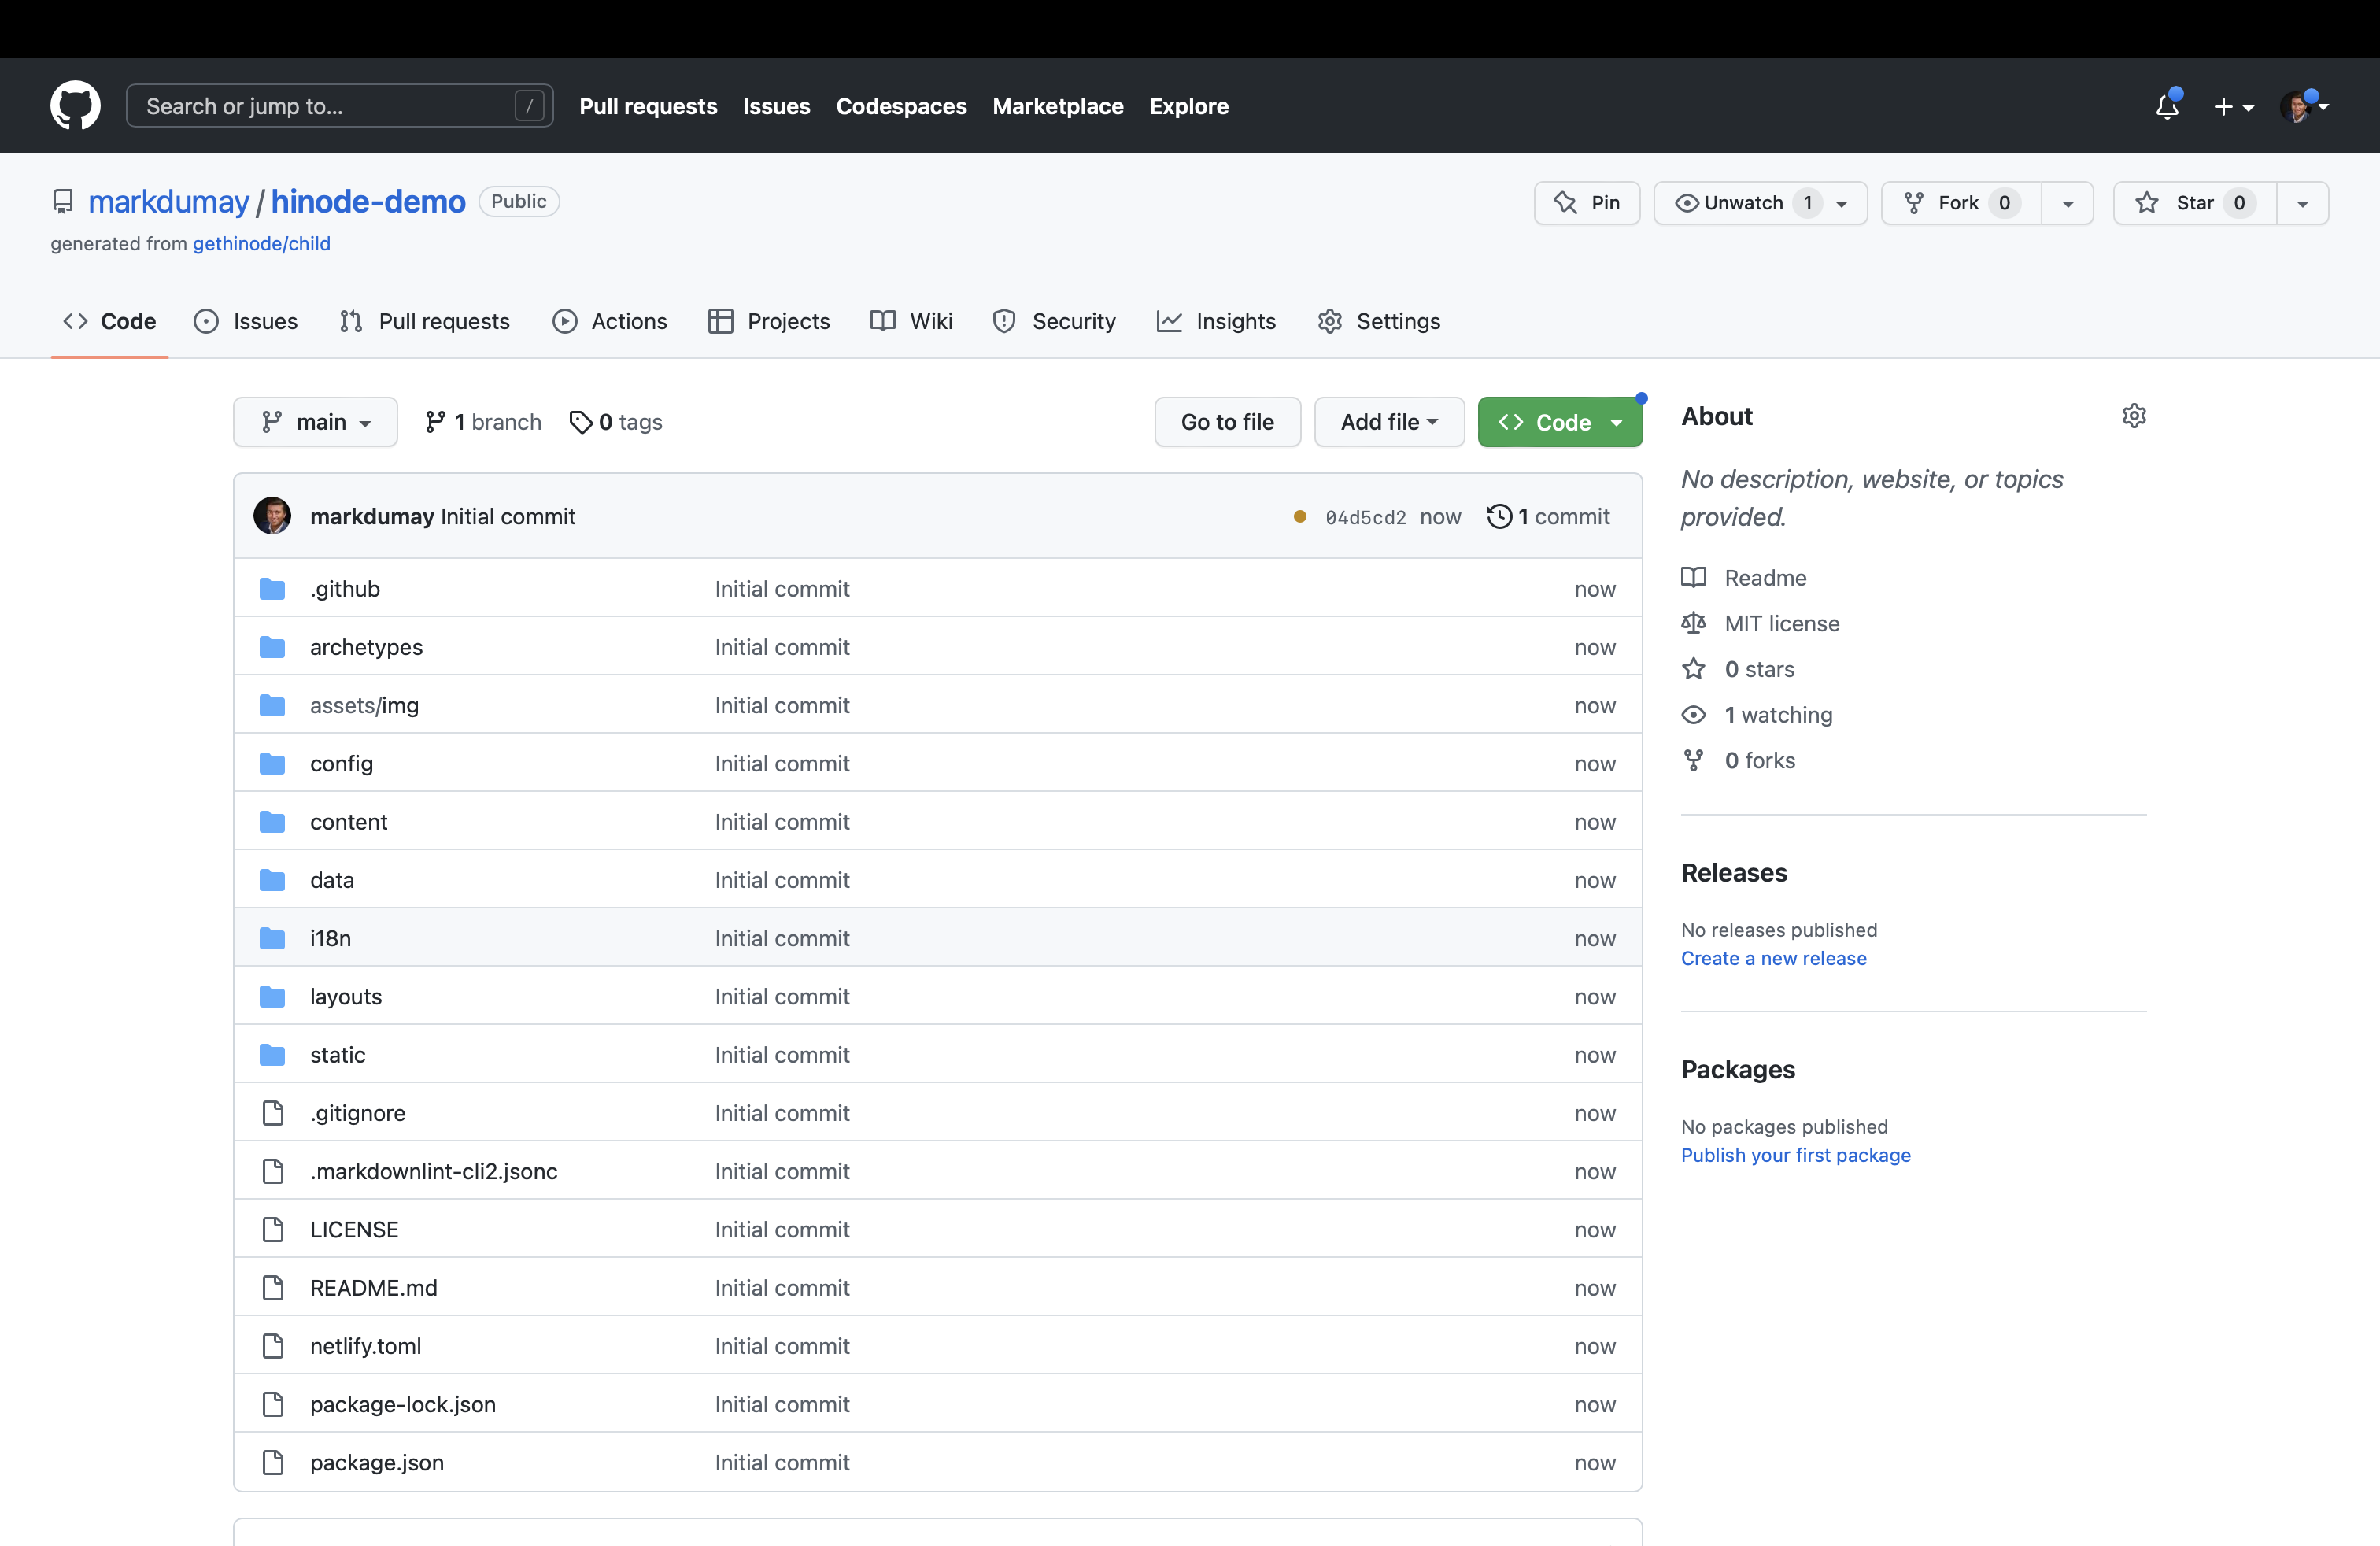 Search or jump to... / Pull requests Issues Codespaces Marketplace Explore
markdumay / hinode-demo Public Pin Unwatch 1 Fork 0 Star 0
generated from gethinode/child
Code Issues Pull requests Actions Projects Wiki Security Insights Settings
main 1 branch 0 tags Go to file Add file Code
markdumay Initial commit 04d5cd2 now 1 commit
.github Initial commit now
archetypes Initial commit now
assets/img Initial commit now
config Initial commit now
content Initial commit now
data Initial commit now
i18n Initial commit now
layouts Initial commit now
static Initial commit now
.gitignore Initial commit now
.markdownlint-cli2.jsonc Initial commit now
LICENSE Initial commit now
README.md Initial commit now
netlify.toml Initial commit now
package-lock.json Initial commit now
package.json Initial commit now
About
No description, website, or topics
provided.
Readme
MIT license
0 stars
1 watching
0 forks
Releases
No releases published
Create a new release
Packages
No packages published
Publish your first package